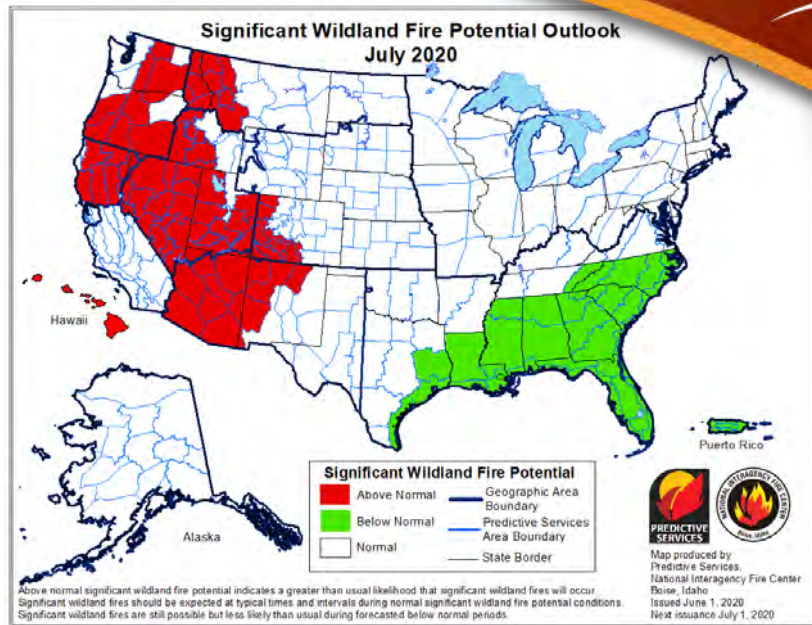 Significant Wildland Fire Potential Outlook
July 2020
Hawaii
Alaska
Puerto Rico
Significant Wildland Fire Potential
Above Normal
Below Normal
Normal
Geographic Area
Boundary
Predictive Services
Area Boundary
State Border
PREDICTIVE
SERVICES
NATIONAL INTERAGENCY FIRE CENTER
BOISE, IDAHO
Map produced by
Predictive Services,
National Interagency Fire Center
Boise, Idaho
Issued June 1, 2020
Next issuance July 1, 2020
Above normal significant wildland fire potential indicates a greater than usual likelihood that significant wildland fires will occur.
Significant wildland fires should be expected at typical times and intervals during normal significant wildland fire potential conditions.
Significant wildland fires are still possible but less likely than usual during forecasted below normal periods.